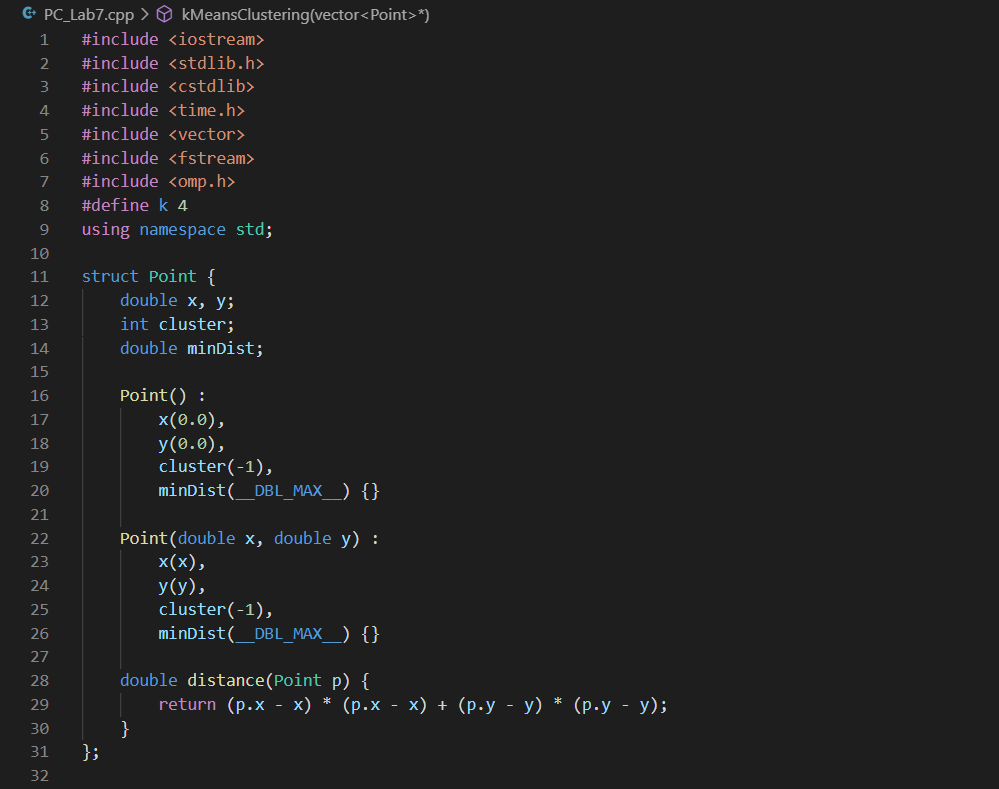 PC_Lab7.cpp > kMeansClustering(vector<Point>*)
1 #include <iostream>
2 #include <stdlib.h>
3 #include <cstdlib>
4 #include <time.h>
5 #include <vector>
6 #include <fstream>
7 #include <omp.h>
8 #define k 4
9 using namespace std;
10
11 struct Point {
12     double x, y;
13     int cluster;
14     double minDist;
15
16     Point() :
17         x(0.0),
18         y(0.0),
19         cluster(-1),
20         minDist(__DBL_MAX__) {}
21
22     Point(double x, double y) :
23         x(x),
24         y(y),
25         cluster(-1),
26         minDist(__DBL_MAX__) {}
27
28     double distance(Point p) {
29         return (p.x - x) * (p.x - x) + (p.y - y) * (p.y - y);
30     }
31 };
32